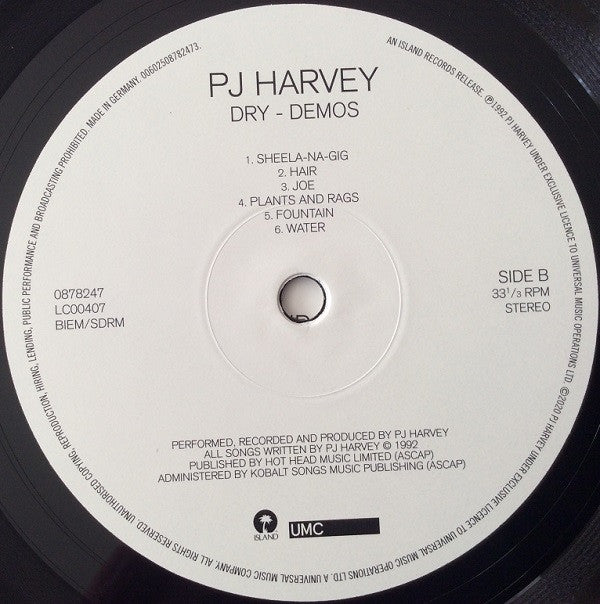 PJ HARVEY
DRY - DEMOS
1. SHEELA-NA-GIG
2. HAIR
3. JOE
4. PLANTS AND RAGS
5. FOUNTAIN
6. WATER
0878247
LC00407
BIEM/SDRM
SIDE B
33¹/₃ RPM
STEREO
PERFORMED, RECORDED AND PRODUCED BY PJ HARVEY
ALL SONGS WRITTEN BY PJ HARVEY © 1992
PUBLISHED BY HOT HEAD MUSIC LIMITED (ASCAP)
ADMINISTERED BY KOBALT SONGS MUSIC PUBLISHING (ASCAP)
ISLAND
UMC
AN ISLAND RECORDS RELEASE. ℗1992 PJ HARVEY UNDER EXCLUSIVE LICENCE TO UNIVERSAL MUSIC OPERATIONS LTD. ©2020 PJ HARVEY UNDER EXCLUSIVE LICENCE TO UNIVERSAL MUSIC OPERATIONS LTD. A UNIVERSAL MUSIC COMPANY. ALL RIGHTS RESERVED. UNAUTHORISED COPYING, REPRODUCTION, HIRING, LENDING, PUBLIC PERFORMANCE AND BROADCASTING PROHIBITED. MADE IN GERMANY. 00602508782473.